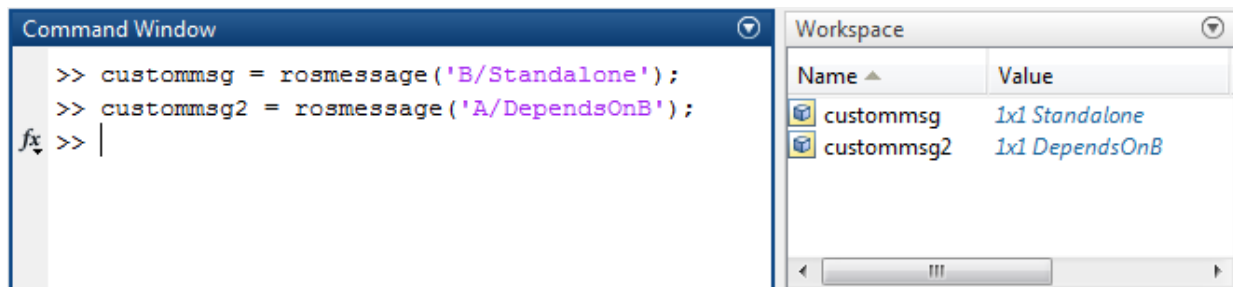 Command Window
>> custommsg = rosmessage('B/Standalone');
>> custommsg2 = rosmessage('A/DependsOnB');
fx >>
Workspace
Name Value
custommsg 1x1 Standalone
custommsg2 1x1 DependsOnB